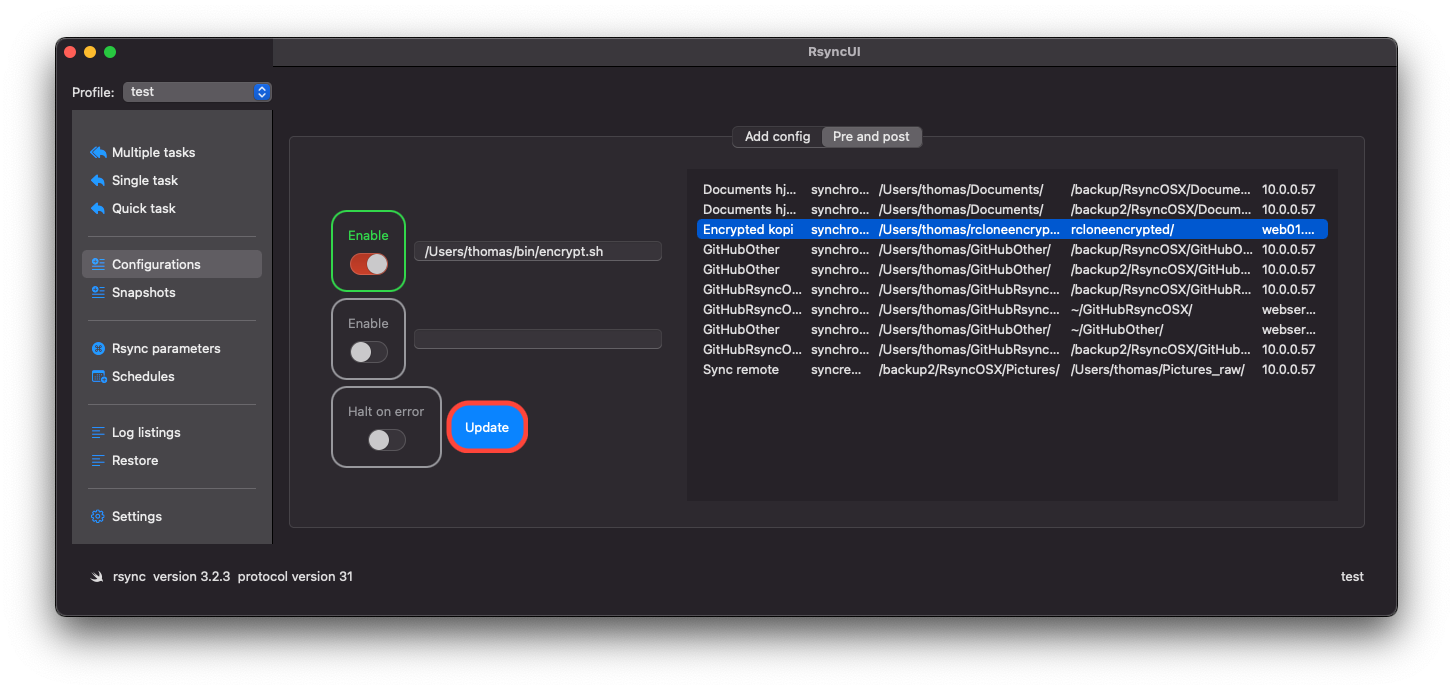 RsyncUI
Profile: test
Multiple tasks
Single task
Quick task
Configurations
Snapshots
Rsync parameters
Schedules
Log listings
Restore
Settings
Add config Pre and post
Enable
/Users/thomas/bin/encrypt.sh
Enable
Halt on error
Update
Documents hj... synchro... /Users/thomas/Documents/ /backup/RsyncOSX/Docume... 10.0.0.57
Documents hj... synchro... /Users/thomas/Documents/ /backup2/RsyncOSX/Docum... 10.0.0.57
Encrypted kopi synchro... /Users/thomas/rcloneencryp... rcloneencrypted/ web01....
GitHubOther synchro... /Users/thomas/GitHubOther/ /backup/RsyncOSX/GitHubO... 10.0.0.57
GitHubOther synchro... /Users/thomas/GitHubOther/ /backup2/RsyncOSX/GitHub... 10.0.0.57
GitHubRsyncO... synchro... /Users/thomas/GitHubRsync... /backup/RsyncOSX/GitHubR... 10.0.0.57
GitHubRsyncO... synchro... /Users/thomas/GitHubRsync... ~/GitHubRsyncOSX/ webser...
GitHubOther synchro... /Users/thomas/GitHubOther/ ~/GitHubOther/ webser...
GitHubRsyncO... synchro... /Users/thomas/GitHubRsync... /backup2/RsyncOSX/GitHub... 10.0.0.57
Sync remote syncre... /backup2/RsyncOSX/Pictures/ /Users/thomas/Pictures_raw/ 10.0.0.57
rsync version 3.2.3 protocol version 31
test